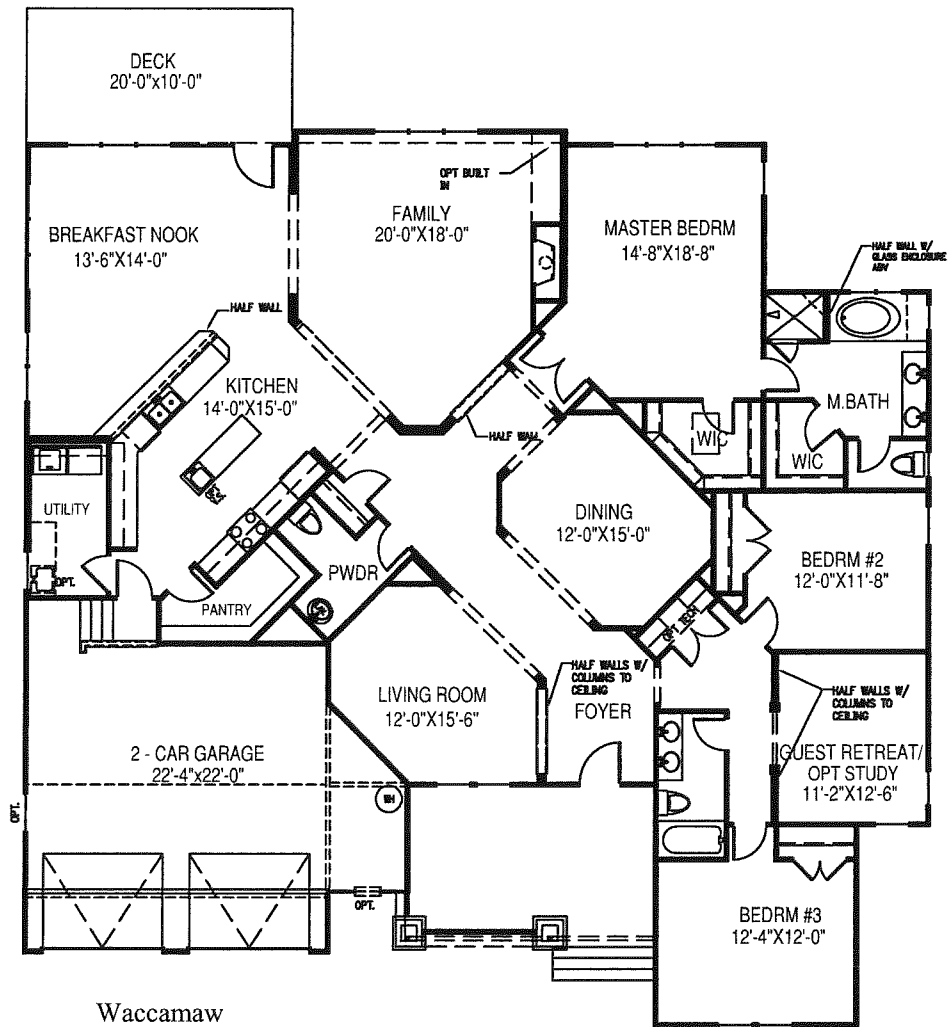 DECK
20'-0"x10'-0"
OPT BUILT
IN
FAMILY
20'-0"X18'-0"
BREAKFAST NOOK
13'-6"X14'-0"
MASTER BEDRM
14'-8"X18'-8"
HALF WALL W/
GLASS ENCLOSURE
ABV
HALF WALL
KITCHEN
14'-0"X15'-0"
M.BATH
HALF WALL
WIC
WIC
UTILITY
DINING
12'-0"X15'-0"
BEDRM #2
12'-0"X11'-8"
OPT.
PWDR
PANTRY
OPT TECH
HALF WALLS W/
COLUMNS TO
CEILING
LIVING ROOM
12'-0"X15'-6"
FOYER
HALF WALLS W/
COLUMNS TO
CEILING
2 - CAR GARAGE
22'-4"x22'-0"
GUEST RETREAT/
OPT STUDY
11'-2"X12'-6"
WH
OPT.
OPT.
BEDRM #3
12'-4"X12'-0"
Waccamaw